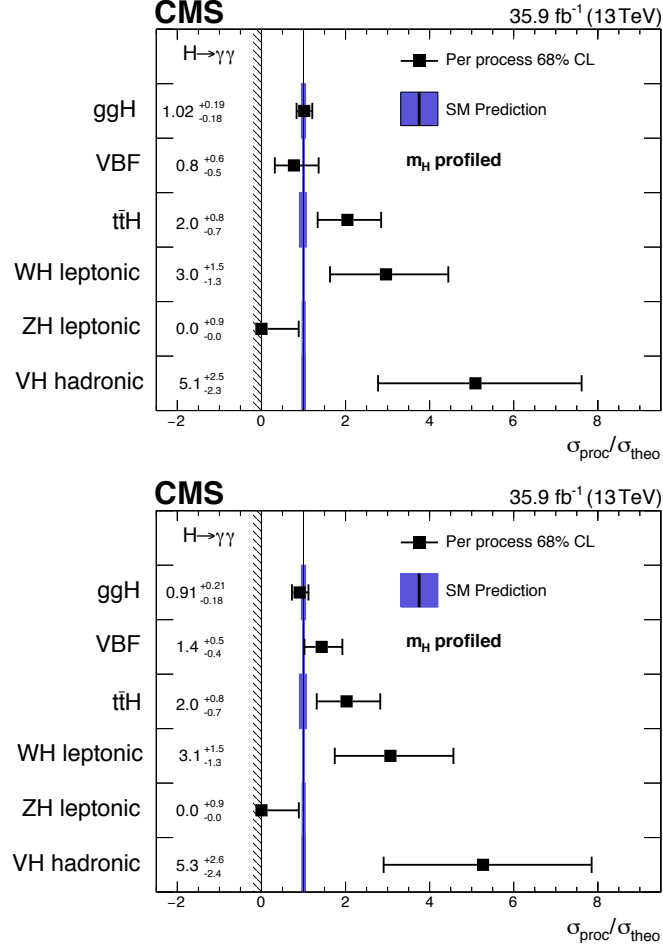 CMS 35.9 fb⁻¹ (13 TeV)
H→γγ
Per process 68% CL
ggH 1.02 +0.19 -0.18
SM Prediction
VBF 0.8 +0.6 -0.5
m_H profiled
tt̄H 2.0 +0.8 -0.7
WH leptonic 3.0 +1.5 -1.3
ZH leptonic 0.0 +0.9 -0.0
VH hadronic 5.1 +2.5 -2.3
−2 0 2 4 6 8
σ_proc/σ_theo
CMS 35.9 fb⁻¹ (13 TeV)
H→γγ
Per process 68% CL
ggH 0.91 +0.21 -0.18
SM Prediction
VBF 1.4 +0.5 -0.4
m_H profiled
tt̄H 2.0 +0.8 -0.7
WH leptonic 3.1 +1.5 -1.3
ZH leptonic 0.0 +0.9 -0.0
VH hadronic 5.3 +2.6 -2.4
−2 0 2 4 6 8
σ_proc/σ_theo